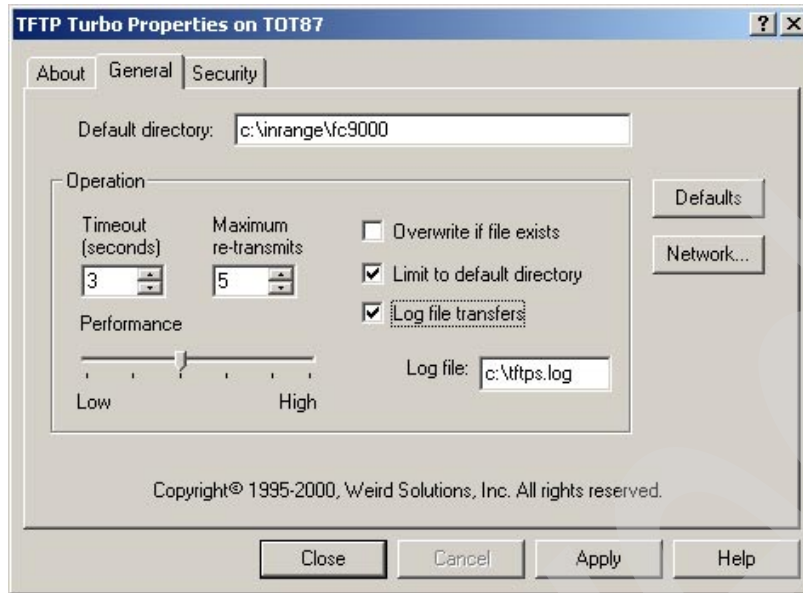 TFTP Turbo Properties on TOT87
About General Security
Default directory: c:\inrange\fc9000
Operation
Timeout (seconds)
3
Maximum re-transmits
5
Performance
Low High
Overwrite if file exists
Limit to default directory
Log file transfers
Log file: c:\tftps.log
Defaults
Network...
Copyright© 1995-2000, Weird Solutions, Inc. All rights reserved.
Close Cancel Apply Help